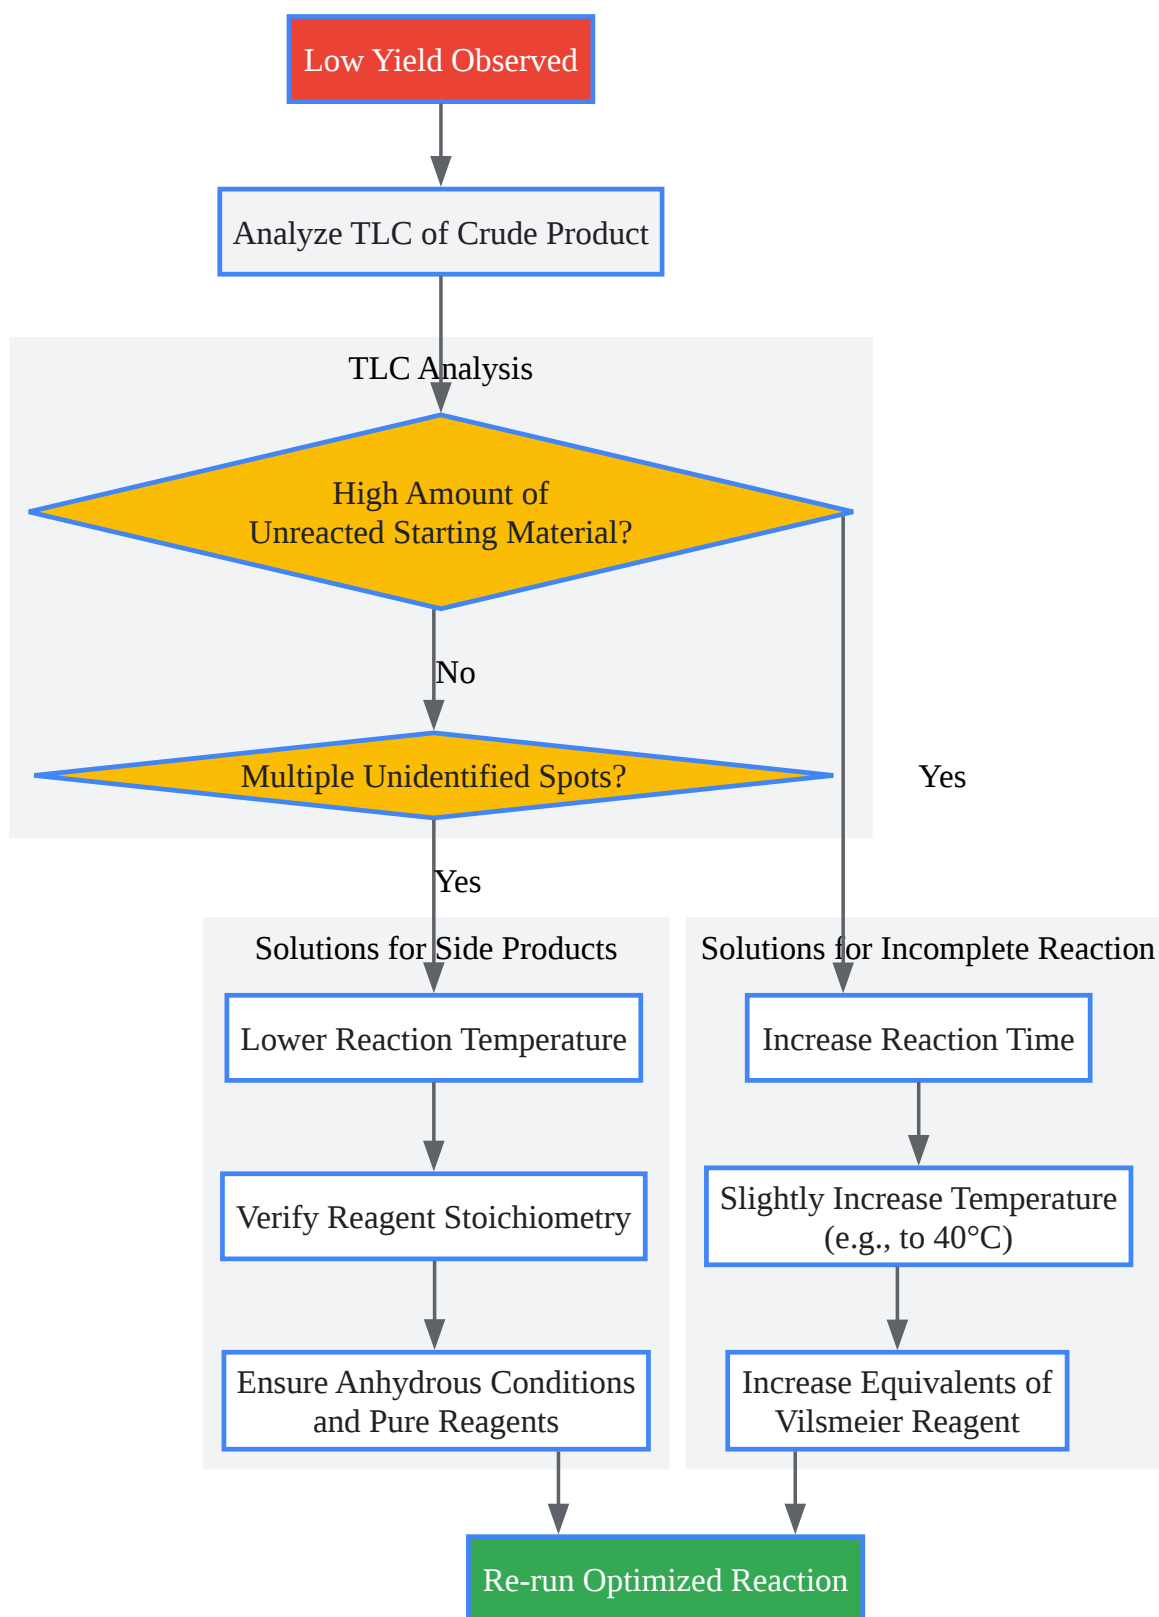 Low Yield Observed
Analyze TLC of Crude Product
TLC Analysis
High Amount of
Unreacted Starting Material?
No
Multiple Unidentified Spots?
Yes
Yes
Solutions for Side Products
Lower Reaction Temperature
Verify Reagent Stoichiometry
Ensure Anhydrous Conditions
and Pure Reagents
Solutions for Incomplete Reaction
Increase Reaction Time
Slightly Increase Temperature
(e.g., to 40°C)
Increase Equivalents of
Vilsmeier Reagent
Re-run Optimized Reaction